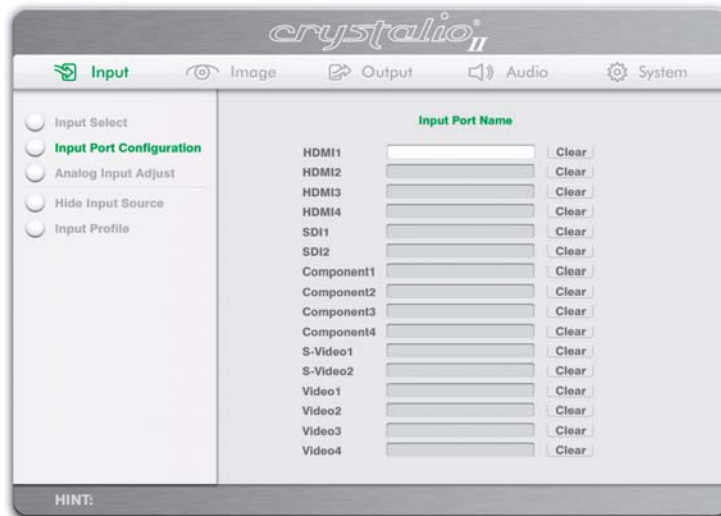 crystalio II
Input Image Output Audio System
Input Select
Input Port Configuration
Analog Input Adjust
Hide Input Source
Input Profile
Input Port Name
HDMI1 Clear
HDMI2 Clear
HDMI3 Clear
HDMI4 Clear
SDI1 Clear
SDI2 Clear
Component1 Clear
Component2 Clear
Component3 Clear
Component4 Clear
S-Video1 Clear
S-Video2 Clear
Video1 Clear
Video2 Clear
Video3 Clear
Video4 Clear
HINT: